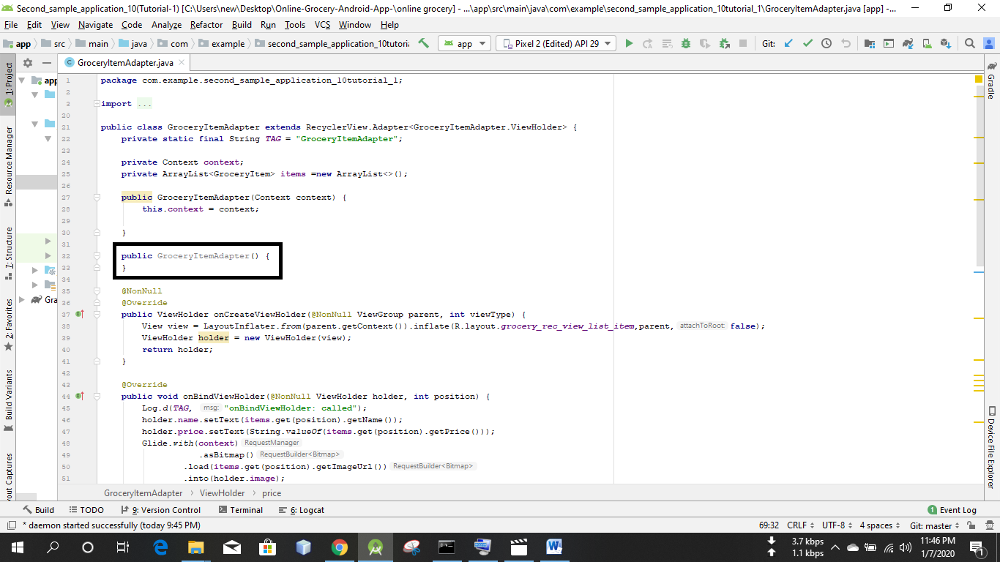 Second_sample_application_10(Tutorial-1) [C:\Users\new\Desktop\Online-Grocery-Android-App-\online grocery] - ...\app\src\main\java\com\example\second_sample_application_10tutorial_1\GroceryItemAdapter.java [app] -...
File Edit View Navigate Code Analyze Refactor Build Run Tools VCS Window Help
app src main java com example second_sample_application_10tutoria app Pixel 2 (Edited) API 29 Git:
GroceryItemAdapter.java
1: Project
Resource Manager
7: Structure
2: Favorites
Build Variants
yout Captures
app
Gra
1 package com.example.second_sample_application_10tutorial_1;
2
3 import ...
20
21 public class GroceryItemAdapter extends RecyclerView.Adapter<GroceryItemAdapter.ViewHolder> {
22 private static final String TAG = "GroceryItemAdapter";
23
24 private Context context;
25 private ArrayList<GroceryItem> items =new ArrayList<>();
26
27 public GroceryItemAdapter(Context context) {
28 this.context = context;
29
30 }
31
32 public GroceryItemAdapter() {
33 }
34
35 @NonNull
36 @Override
37 public ViewHolder onCreateViewHolder(@NonNull ViewGroup parent, int viewType) {
38 View view = LayoutInflater.from(parent.getContext()).inflate(R.layout.grocery_rec_view_list_item,parent, attachToRoot: false);
39 ViewHolder holder = new ViewHolder(view);
40 return holder;
41 }
42
43 @Override
44 public void onBindViewHolder(@NonNull ViewHolder holder, int position) {
45 Log.d(TAG, msg: "onBindViewHolder: called");
46 holder.name.setText(items.get(position).getName());
47 holder.price.setText(String.valueOf(items.get(position).getPrice()));
48 Glide.with(context) RequestManager
49 .asBitmap() RequestBuilder<Bitmap>
50 .load(items.get(position).getImageUrl()) RequestBuilder<Bitmap>
51 .into(holder.image);
Gradle
Device File Explorer
GroceryItemAdapter > ViewHolder > price
Build TODO 9: Version Control Terminal 6: Logcat 1 Event Log
* daemon started successfully (today 9:45 PM) 69:32 CRLF UTF-8 4 spaces Git: master
3.7 kbps
1.1 kbps
11:46 PM
1/7/2020
1